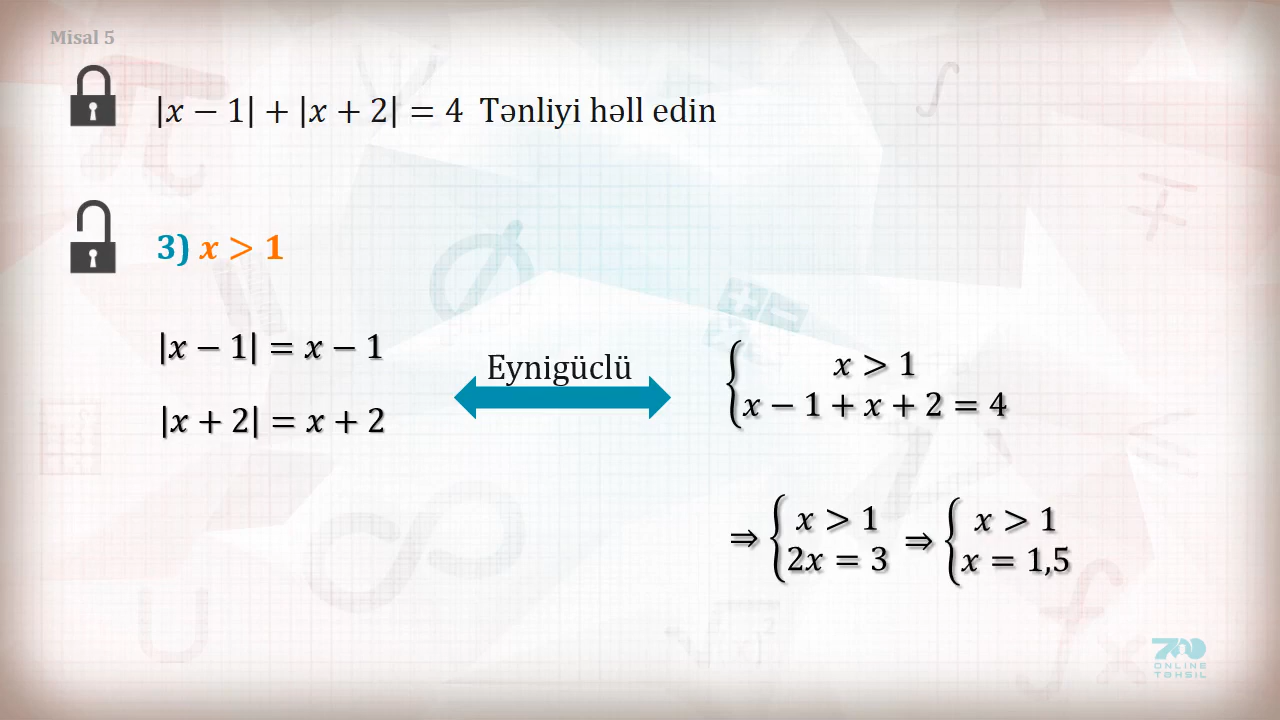 Misal 5
|x − 1| + |x + 2| = 4 Tənliyi həll edin
3) x > 1
|x − 1| = x − 1
|x + 2| = x + 2
Eynigüclü
{ x > 1
x − 1 + x + 2 = 4
⇒ { x > 1 ⇒ { x > 1
2x = 3 x = 1,5
700
ONLINE
TƏHSİL